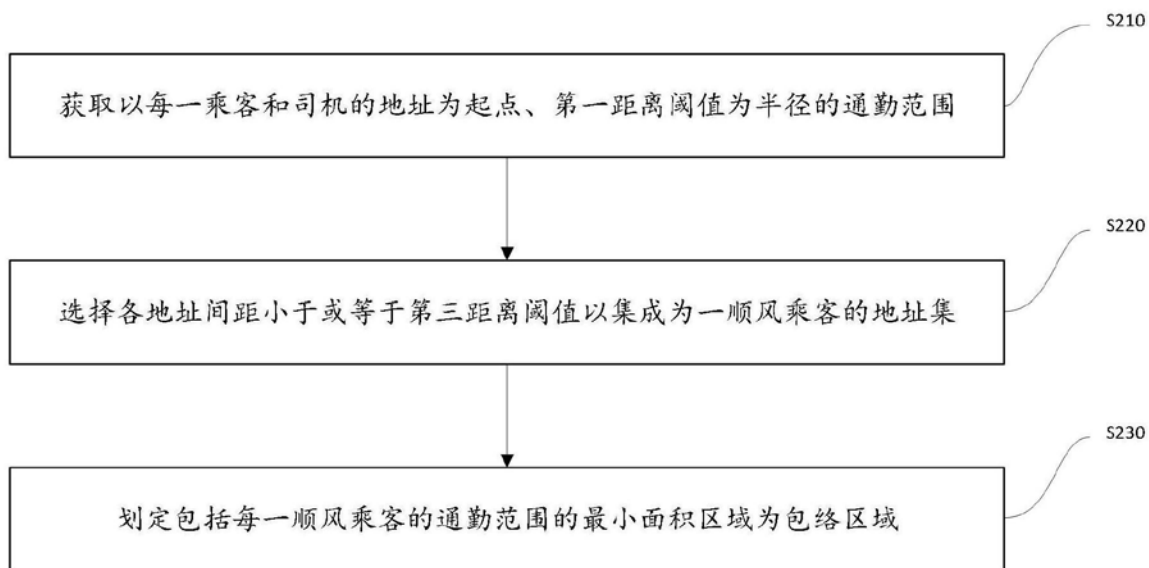 S210
获取以每一乘客和司机的地址为起点、第一距离阈值为半径的通勤范围
S220
选择各地址间距小于或等于第三距离阈值以集成为一顺风乘客的地址集
S230
划定包括每一顺风乘客的通勤范围的最小面积区域为包络区域